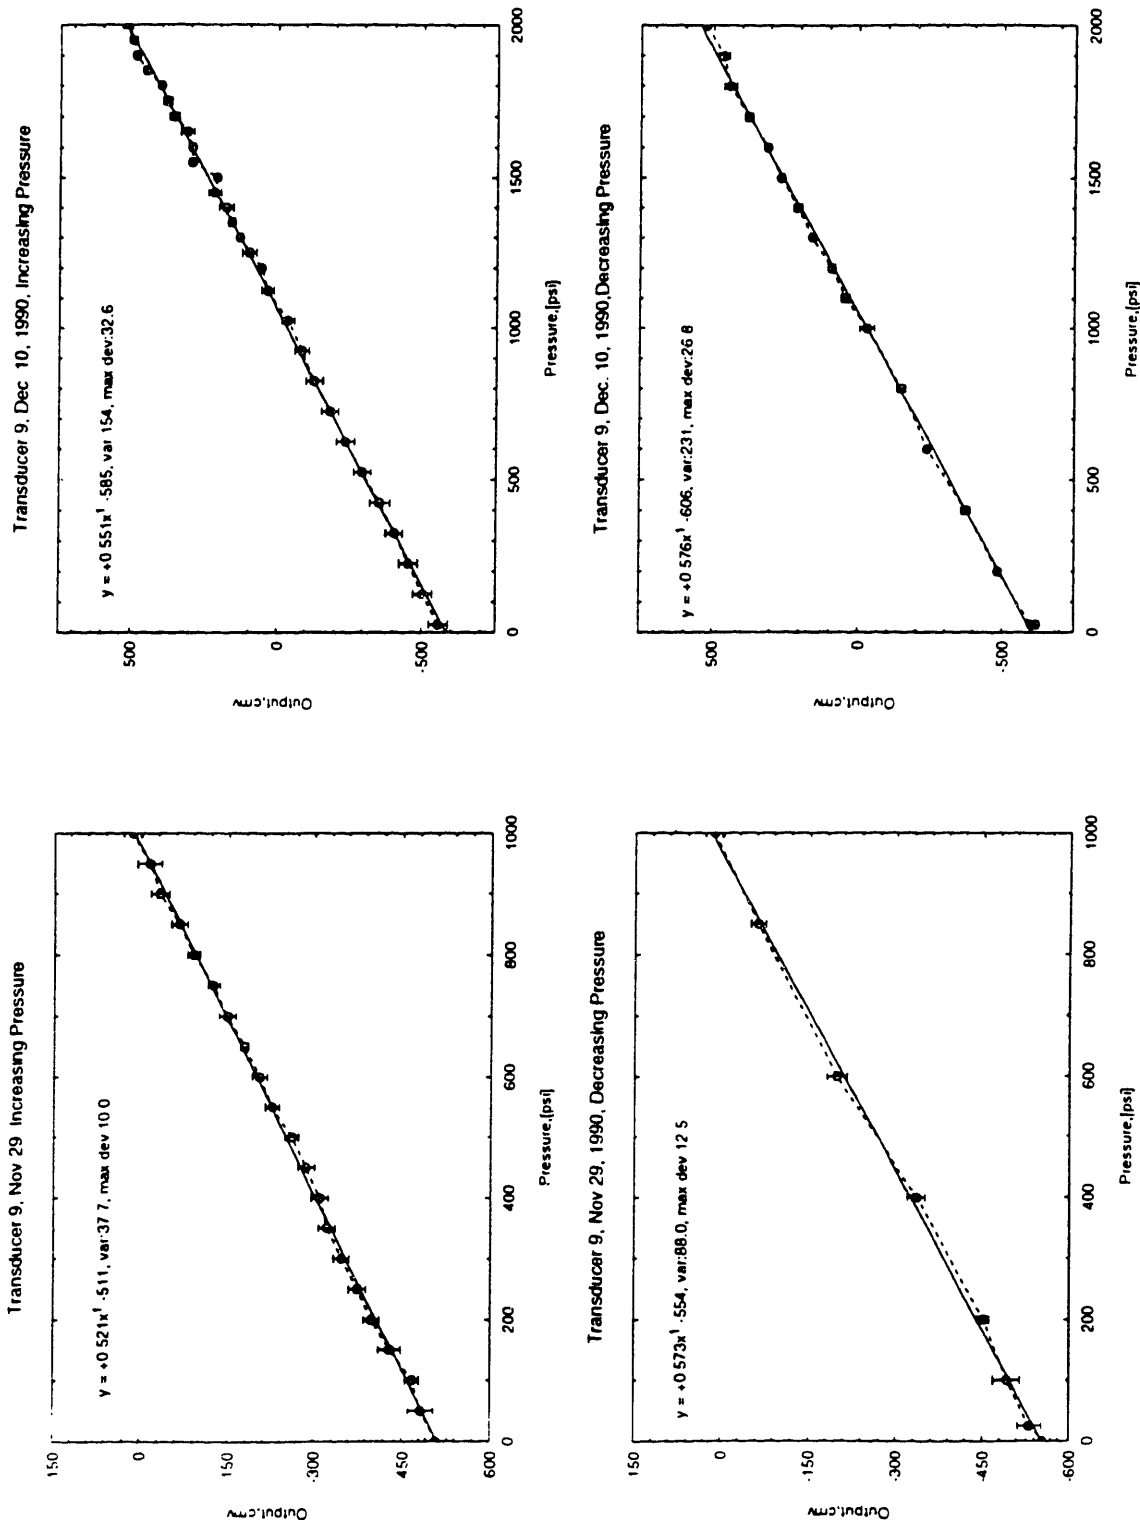 Transducer 9, Nov 29 Increasing Pressure
y = +0 521x¹ -511, var 37 7, max dev 10 0
150
0
-150
-300
-450
-600
Output,cmv
0
200
400
600
800
1000
Pressure,[psi]
Transducer 9, Dec 10, 1990, Increasing Pressure
y = +0 551x¹ -585, var 154, max dev:32.6
500
0
-500
Output,cmv
0
500
1000
1500
2000
Pressure,[psi]
Transducer 9, Nov 29, 1990, Decreasing Pressure
y = +0 573x¹ -554, var:88.0, max dev 12 5
150
0
-150
-300
-450
-600
Output,cmv
0
200
400
600
800
1000
Pressure,[psi]
Transducer 9, Dec. 10, 1990,Decreasing Pressure
y = +0 576x¹ -606, var:231, max dev:26 8
500
0
-500
Output,cmv
0
500
1000
1500
2000
Pressure,[psi]